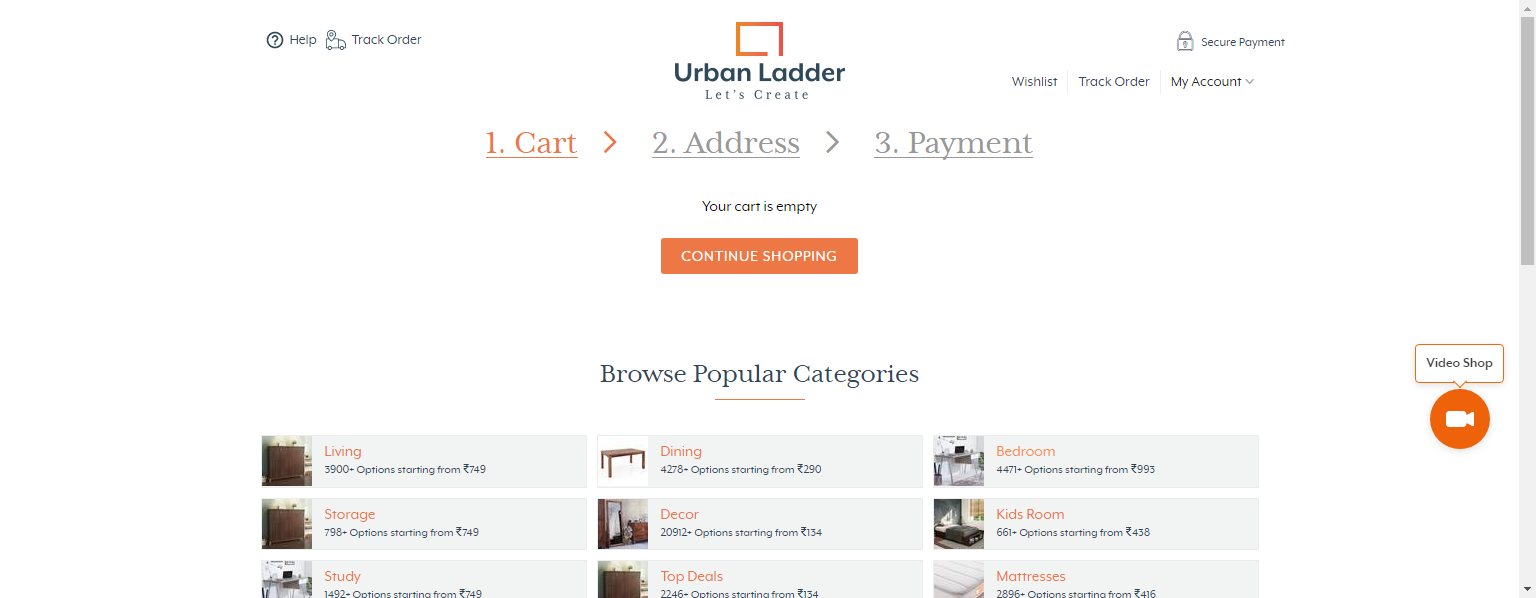 Help
Track Order
Urban Ladder
Let's Create
Secure Payment
Wishlist
Track Order
My Account
1. Cart
2. Address
3. Payment
Your cart is empty
CONTINUE SHOPPING
Browse Popular Categories
Video Shop
Living
3900+ Options starting from ₹749
Dining
4278+ Options starting from ₹290
Bedroom
4471+ Options starting from ₹993
Storage
798+ Options starting from ₹749
Decor
20912+ Options starting from ₹134
Kids Room
661+ Options starting from ₹438
Study
1492+ Options starting from ₹749
Top Deals
2246+ Options starting from ₹134
Mattresses
2896+ Options starting from ₹416